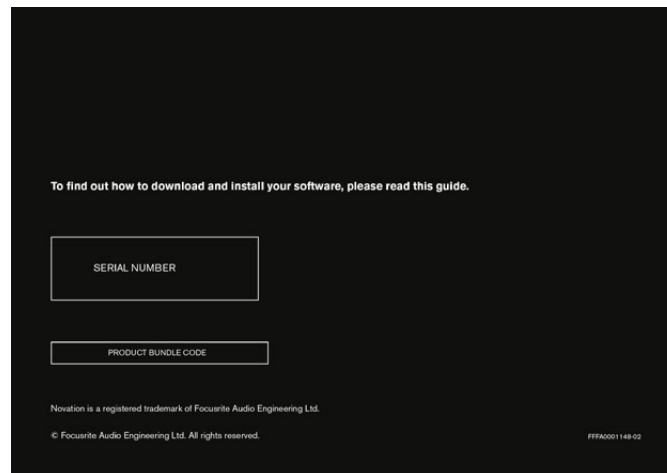 To find out how to download and install your software, please read this guide.
SERIAL NUMBER
PRODUCT BUNDLE CODE
Novation is a registered trademark of Focusrite Audio Engineering Ltd.
© Focusrite Audio Engineering Ltd. All rights reserved.
FFFA0001148-02